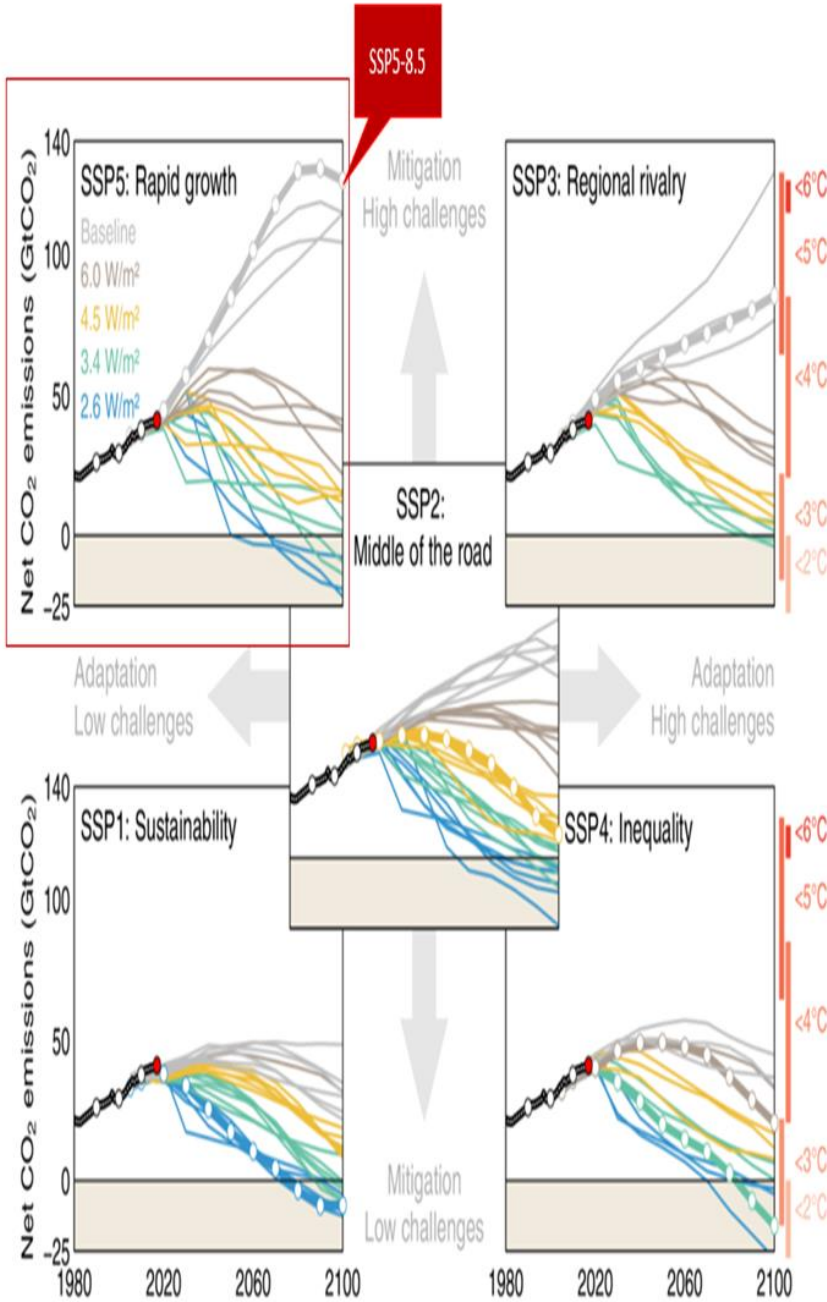 SSP5-8.5
140
SSP5: Rapid growth
Baseline
6.0 W/m²
4.5 W/m²
3.4 W/m²
2.6 W/m²
100
50
0
−25
Net CO₂ emissions (GtCO₂)
Mitigation
High challenges
SSP3: Regional rivalry
<6°C
<5°C
<4°C
<3°C
<2°C
SSP2:
Middle of the road
Adaptation
Low challenges
Adaptation
High challenges
140
SSP1: Sustainability
100
50
0
−25
Net CO₂ emissions (GtCO₂)
1980
2020
2060
2100
Mitigation
Low challenges
SSP4: Inequality
<6°C
<5°C
<4°C
<3°C
<2°C
1980
2020
2060
2100